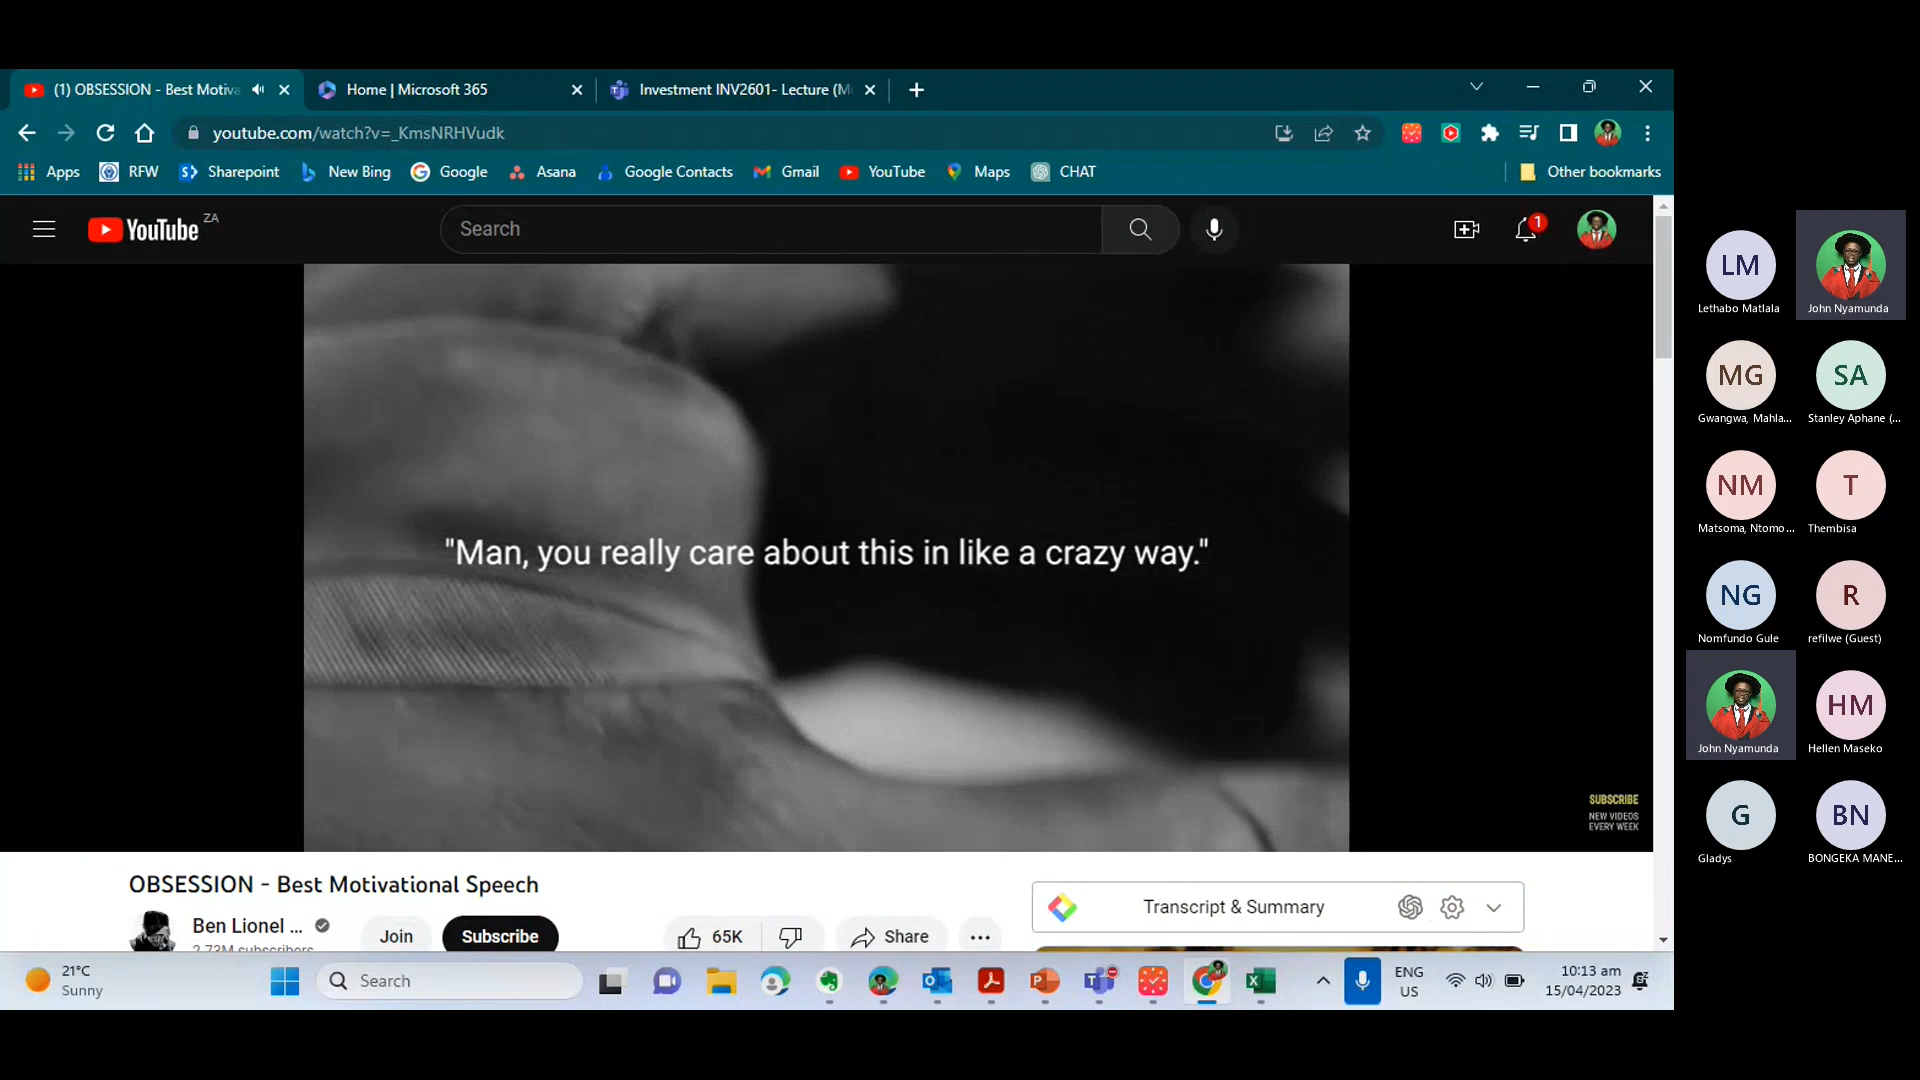 (1) OBSESSION - Best Motiva
Home | Microsoft 365
Investment INV2601- Lecture (M
youtube.com/watch?v=_KmsNRHVudk
Apps
RFW
Sharepoint
New Bing
Google
Asana
Google Contacts
Gmail
YouTube
Maps
CHAT
Other bookmarks
YouTube ZA
Search
1
"Man, you really care about this in like a crazy way."
SUBSCRIBE
NEW VIDEOS
EVERY WEEK
OBSESSION - Best Motivational Speech
Ben Lionel ...
2.73M subscribers
Join
Subscribe
65K
Share
Transcript & Summary
21°C
Sunny
Search
ENG
US
10:13 am
15/04/2023
LM
Lethabo Matlala
John Nyamunda
MG
Gwangwa, Mahla...
SA
Stanley Aphane (...
NM
Matsoma, Ntomo...
T
Thembisa
NG
Nomfundo Gule
R
refilwe (Guest)
John Nyamunda
HM
Hellen Maseko
G
Gladys
BN
BONGEKA MANE...